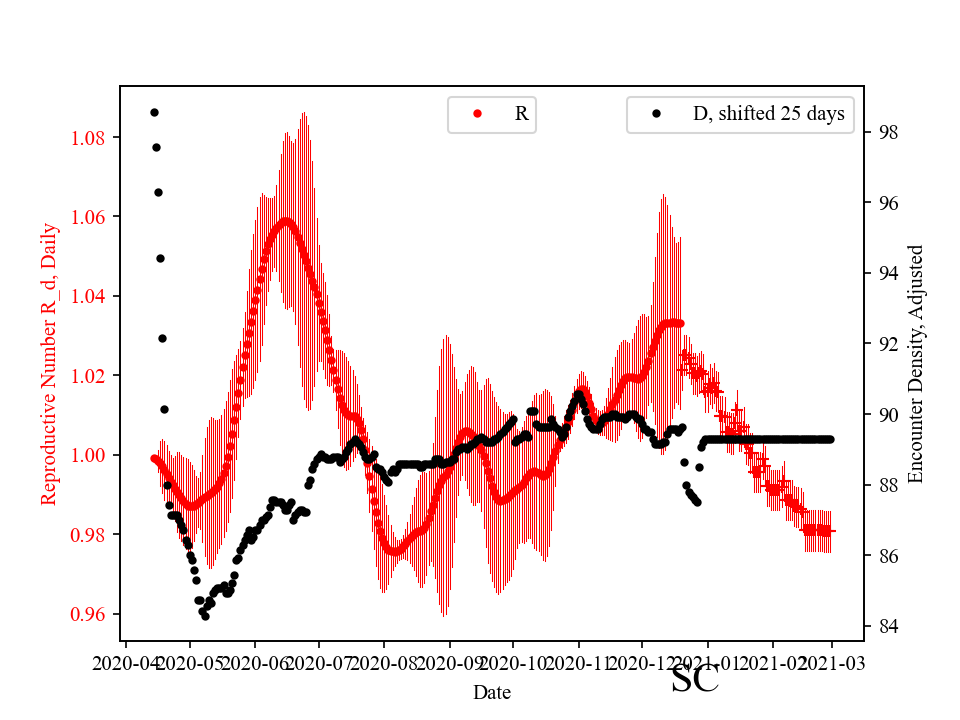 R
D, shifted 25 days
Reproductive Number R_d, Daily
1.08
1.06
1.04
1.02
1.00
0.98
0.96
98
96
94
92
90
88
86
84
Encounter Density, Adjusted
2020-04 2020-05 2020-06 2020-07 2020-08 2020-09 2020-10 2020-11 2020-12 2021-01 2021-02 2021-03
SC
Date